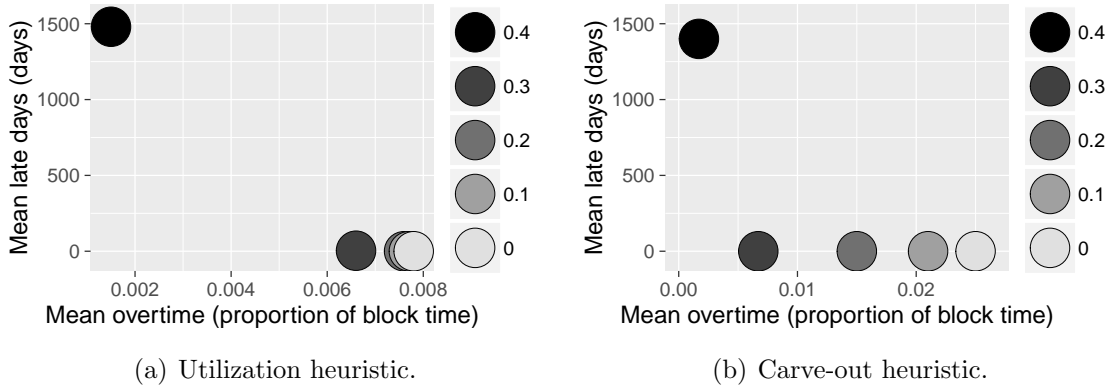 1500
1000
500
0
Mean late days (days)
0.002 0.004 0.006 0.008
Mean overtime (proportion of block time)
0.4
0.3
0.2
0.1
0
(a) Utilization heuristic.
1500
1000
500
0
Mean late days (days)
0.00 0.01 0.02
Mean overtime (proportion of block time)
0.4
0.3
0.2
0.1
0
(b) Carve-out heuristic.